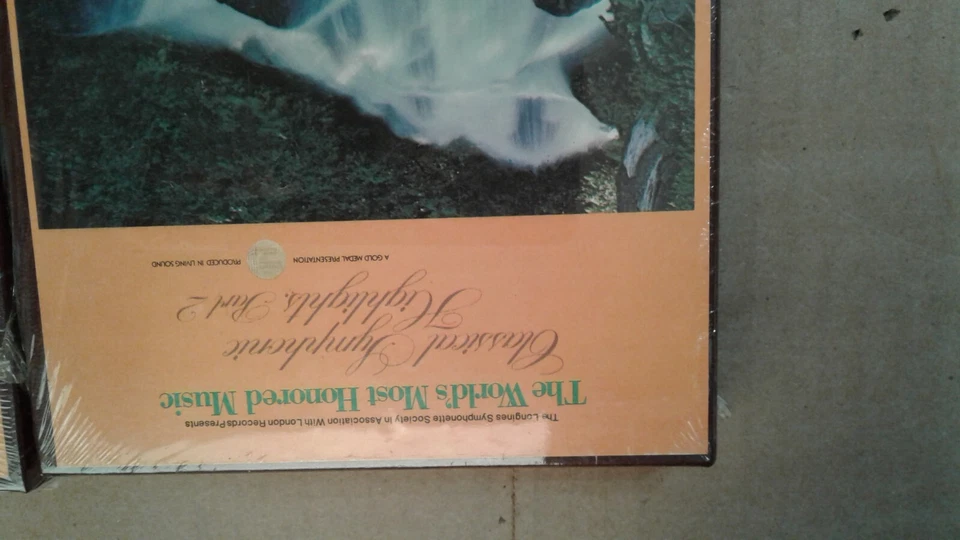 The Longines Symphonette Society In Association With London Records Presents
The World's Most Honored Music
Classical Symphonic
Highlights, Part 2
A GOLD MEDAL PRESENTATION PRODUCED IN LIVING SOUND